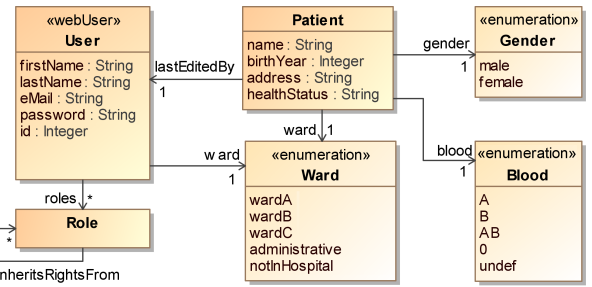 «webUser»
User
firstName : String
lastName : String
eMail : String
password : String
id : Integer
lastEditedBy
1
Patient
name : String
birthYear : Integer
address : String
healthStatus : String
gender
1
«enumeration»
Gender
male
female
ward
1
ward
1
«enumeration»
Ward
wardA
wardB
wardC
administrative
notInHospital
blood
1
«enumeration»
Blood
A
B
AB
0
undef
roles
*
Role
*
nheritsRightsFrom